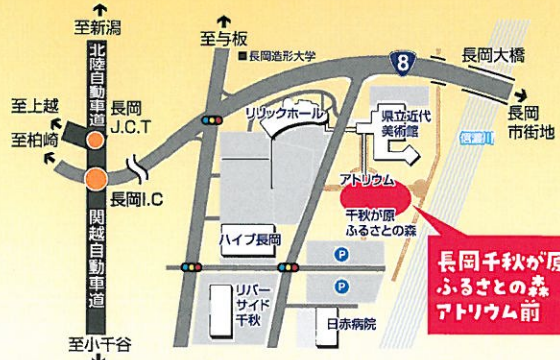 至新潟
北陸自動車道
至与板
■長岡造形大学
8
長岡大橋
長岡
市街地
至上越
至柏崎
長岡
J.C.T
リリックホール
県立近代
美術館
信濃川
長岡I.C
アトリウム
千秋が原
ふるさとの森
関越自動車道
ハイブ長岡
P
P
長岡千秋が原
ふるさとの森
アトリウム前
リバー
サイド
千秋
日赤病院
至小千谷